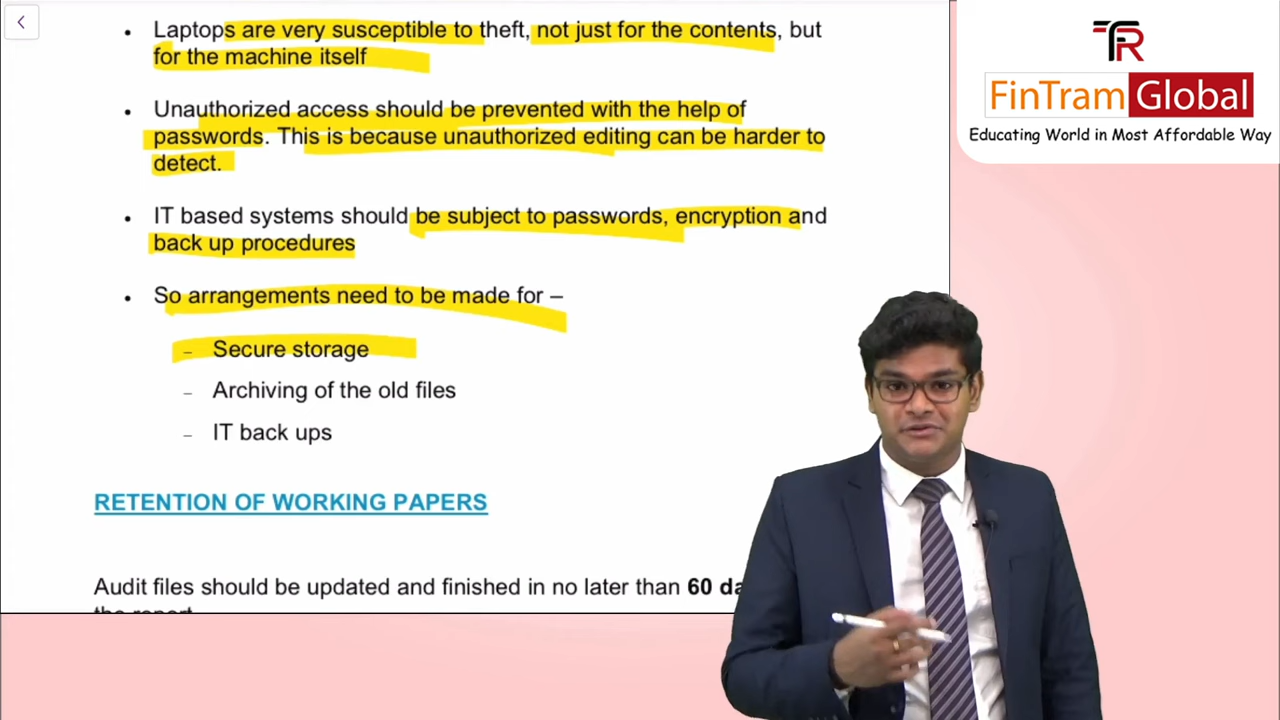 Laptops are very susceptible to theft, not just for the contents, but
for the machine itself
Unauthorized access should be prevented with the help of
passwords. This is because unauthorized editing can be harder to
detect.
IT based systems should be subject to passwords, encryption and
back up procedures
So arrangements need to be made for –
– Secure storage
– Archiving of the old files
– IT back ups
RETENTION OF WORKING PAPERS
Audit files should be updated and finished in no later than 60
FinTram Global
Educating World in Most Affordable Way